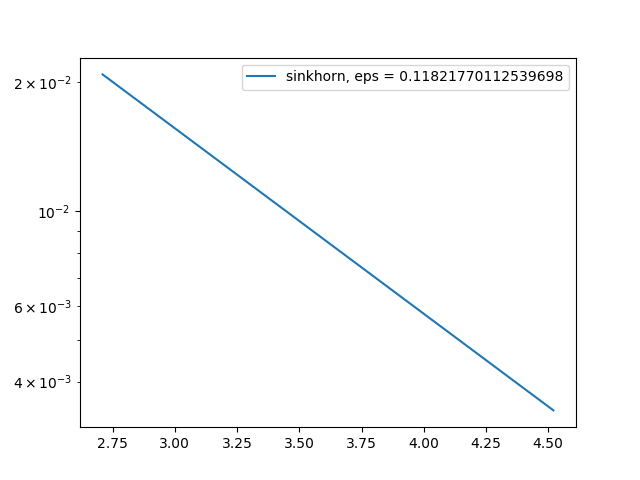 sinkhorn, eps = 0.11821770112539698
2 × 10⁻²
10⁻²
6 × 10⁻³
4 × 10⁻³
2.75 3.00 3.25 3.50 3.75 4.00 4.25 4.50